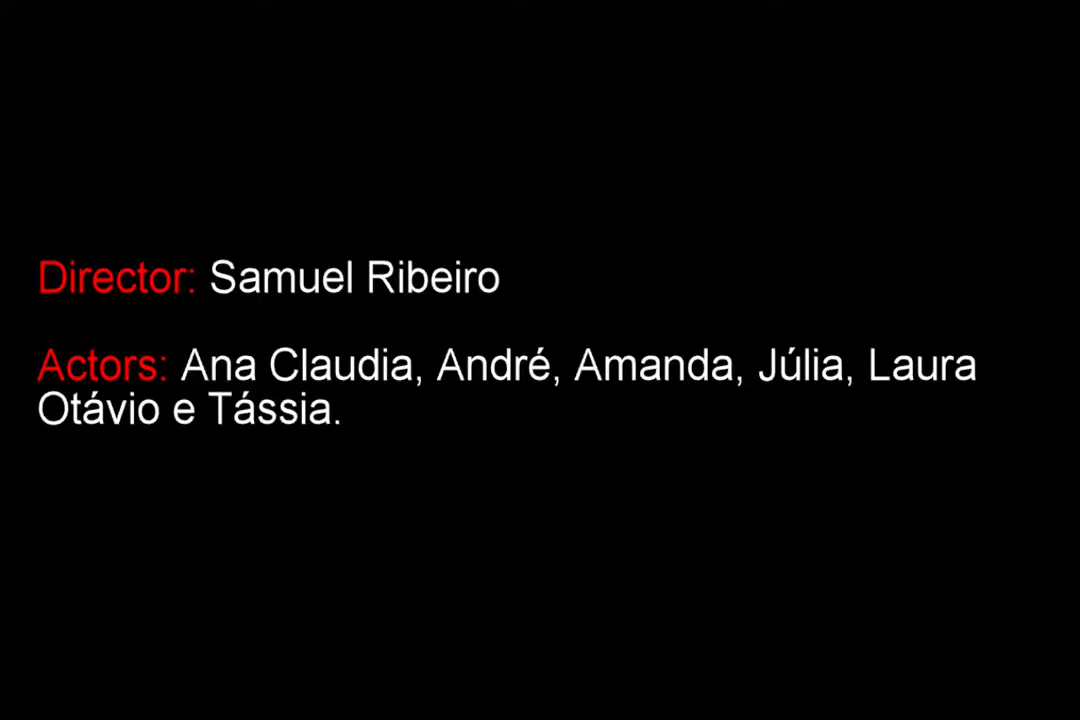 Director: Samuel Ribeiro
Actors: Ana Claudia, André, Amanda, Júlia, Laura
Otávio e Tássia.